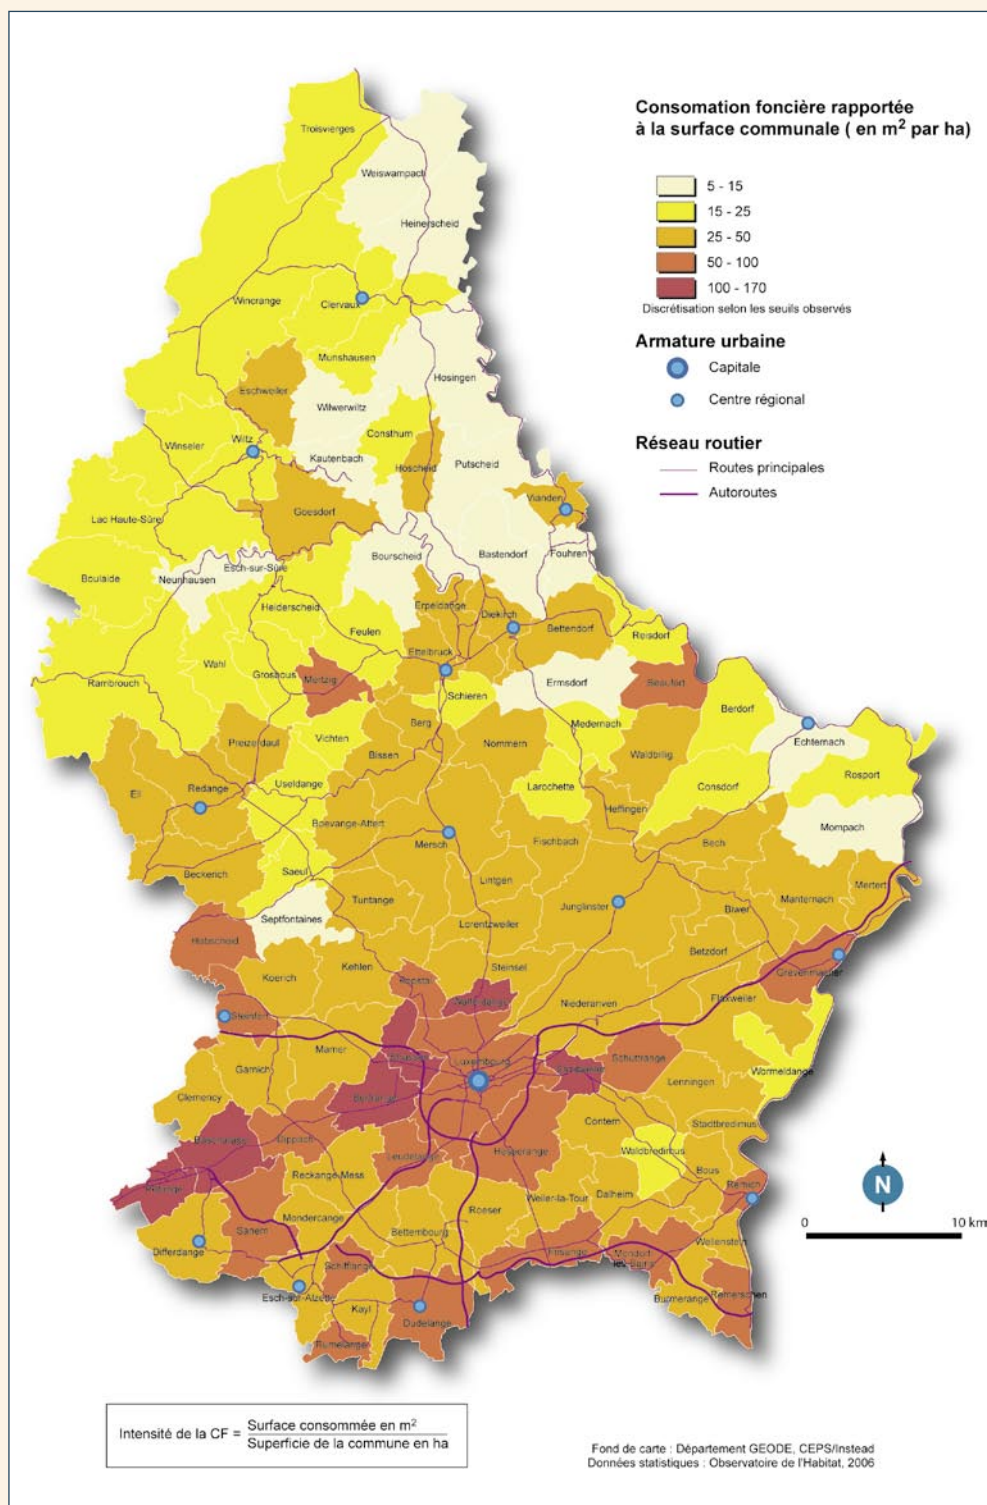 Consomation foncière rapportée
à la surface communale ( en m² par ha)
5 - 15
15 - 25
25 - 50
50 - 100
100 - 170
Discrétisation selon les seuils observés
Armature urbaine
Capitale
Centre régional
Réseau routier
Routes principales
Autoroutes
Troisvierges
Weiswampach
Heinerscheid
Wincrange
Clervaux
Munshausen
Hosingen
Eschweiler
Wilwerwiltz
Consthum
Winseler
Wiltz
Kautenbach
Hoscheid
Putscheid
Vianden
Goesdorf
Lac Haute-Sûre
Bourscheid
Bastendorf
Fouhren
Boulaide
Neunhausen
Esch-sur-Sûre
Heiderscheid
Erpeldange
Diekirch
Bettendorf
Reisdorf
Feulen
Ettelbruck
Wahl
Grosbous
Mertzig
Rambrouch
Schieren
Ermsdorf
Beaufort
Berdorf
Echternach
Vichten
Preizerdaul
Berg
Bissen
Nommern
Medernach
Waldbillig
Rosport
Useldange
Larochette
Consdorf
Ell
Redange
Heffingen
Boevange-Attert
Mersch
Fischbach
Bech
Mompach
Beckerich
Saeul
Lintgen
Tuntange
Junglinster
Biwer
Manternach
Mertert
Septfontaines
Lorentzweiler
Hobscheid
Betzdorf
Grevenmacher
Koerich
Kehlen
Steinsel
Kopstal
Walferdange
Niederanven
Flaxweiler
Steinfort
Mamer
Strassen
Luxembourg
Sandweiler
Schuttrange
Wormeldange
Garnich
Bertrange
Lenningen
Clemency
Contern
Stadtbredimus
Bascharage
Dippach
Leudelange
Hesperange
Waldbredimus
Reckange-Mess
Bous
Pétange
Weiler-la-Tour
Dalheim
Remich
Sanem
Mondercange
Roeser
Bettembourg
Wellenstein
Differdange
Schifflange
Frisange
Mondorf
les-Bains
Esch-sur-Alzette
Kayl
Dudelange
Burmerange
Remerschen
Rumelange
N
0 10 km
Intensité de la CF = Surface consommée en m²
Superficie de la commune en ha
Fond de carte : Département GEODE, CEPS/Instead
Données statistiques : Observatoire de l'Habitat, 2006